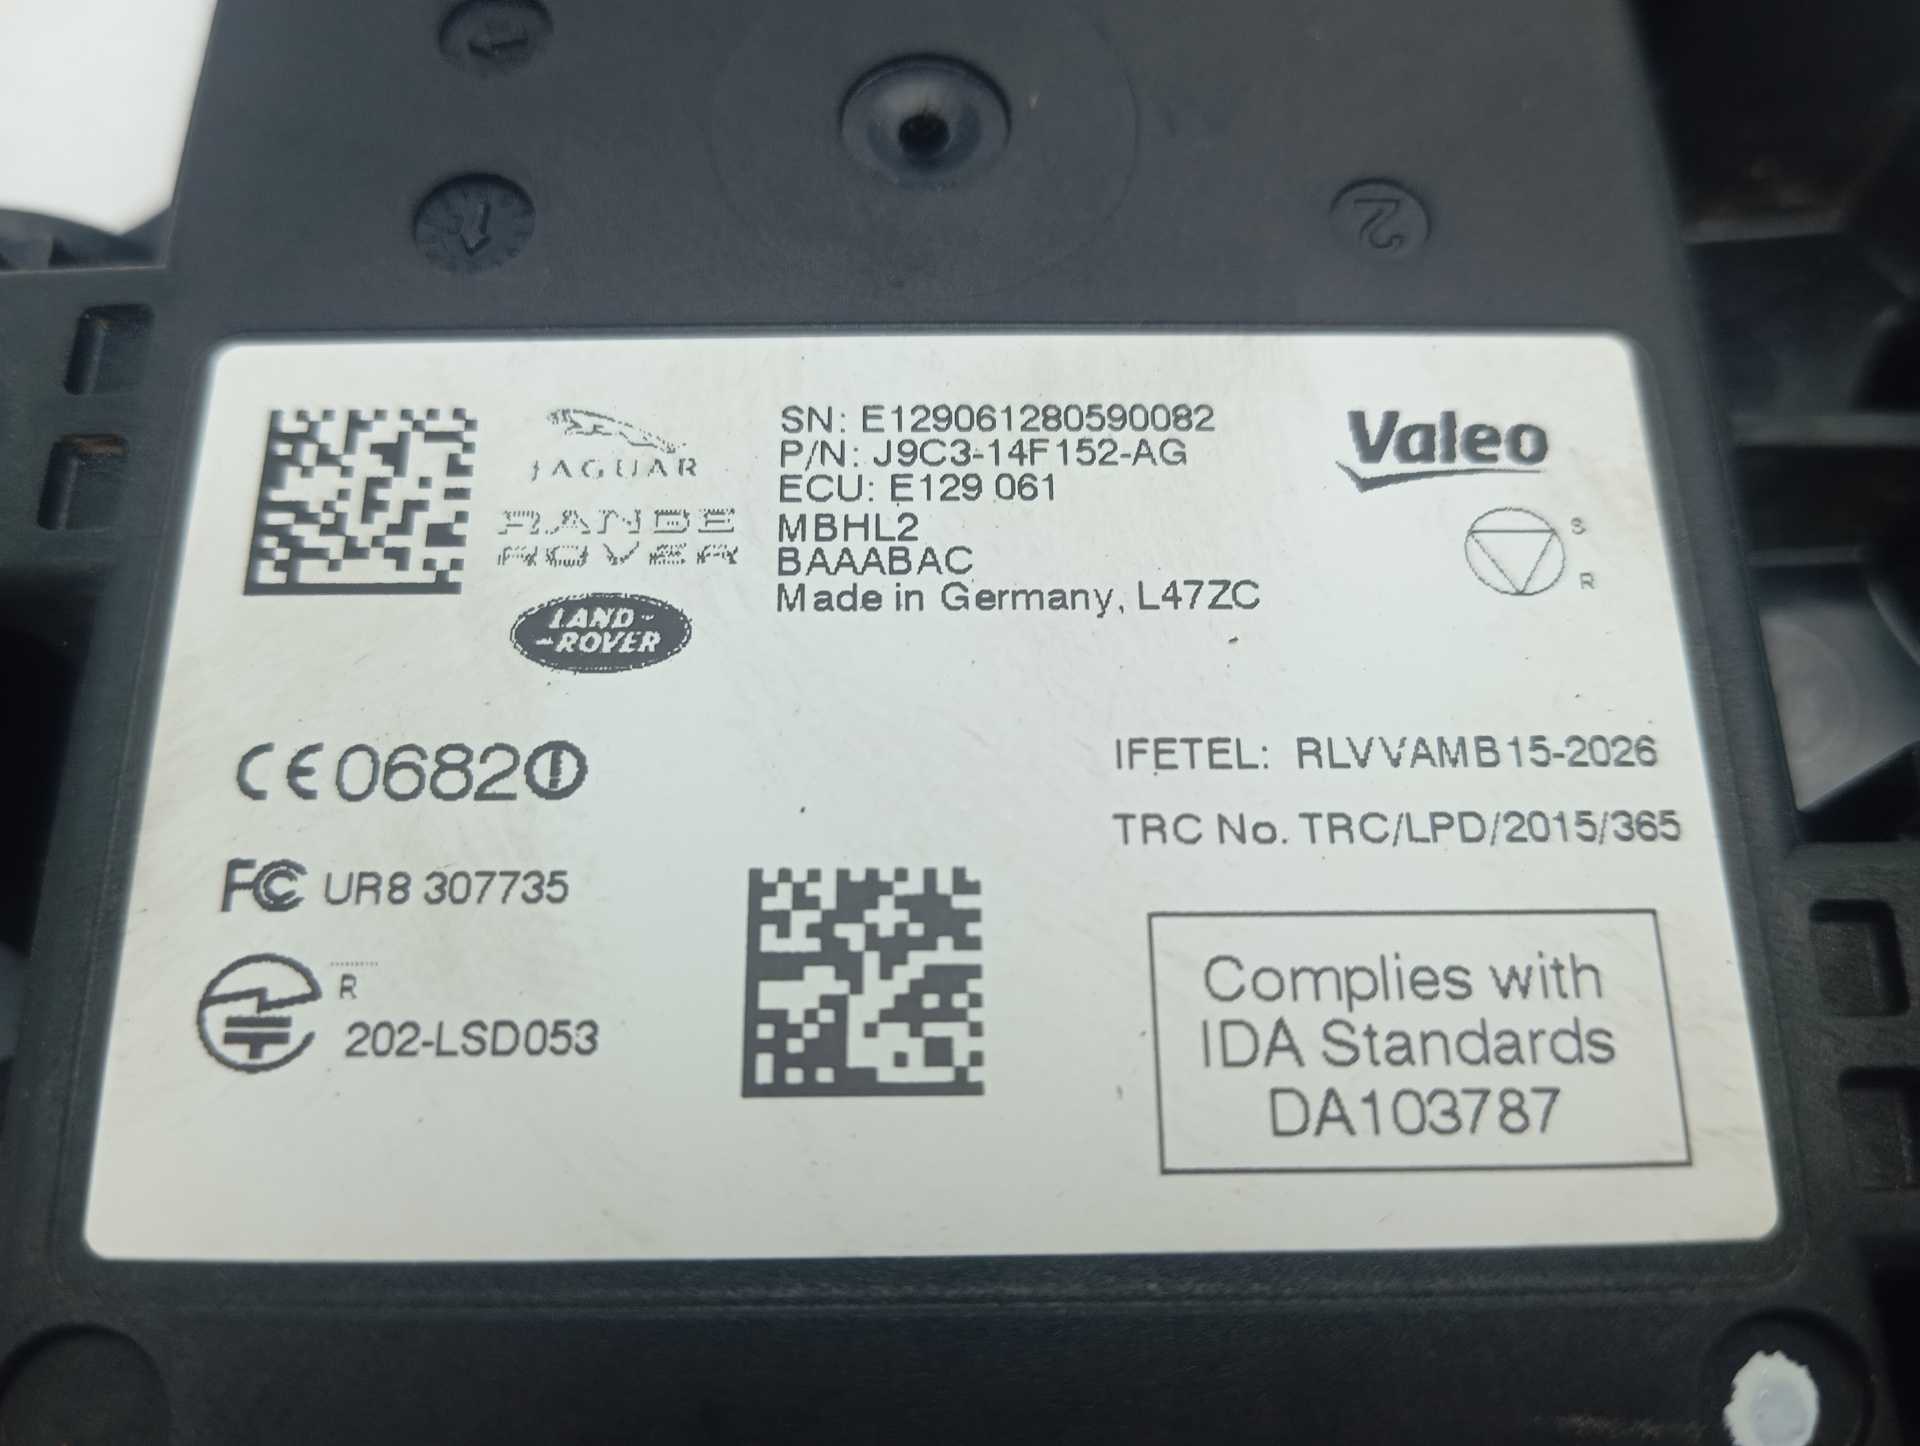 2
JAGUAR
RANGE
ROVER
LAND-
-ROVER
SN: E129061280590082
P/N: J9C3-14F152-AG
ECU: E129 061
MBHL2
BAAABAC
Made in Germany, L47ZC
Valeo
S
R
CE0682
FC UR8 307735
R
202-LSD053
IFETEL: RLVVAMB15-2026
TRC No. TRC/LPD/2015/365
Complies with
IDA Standards
DA103787